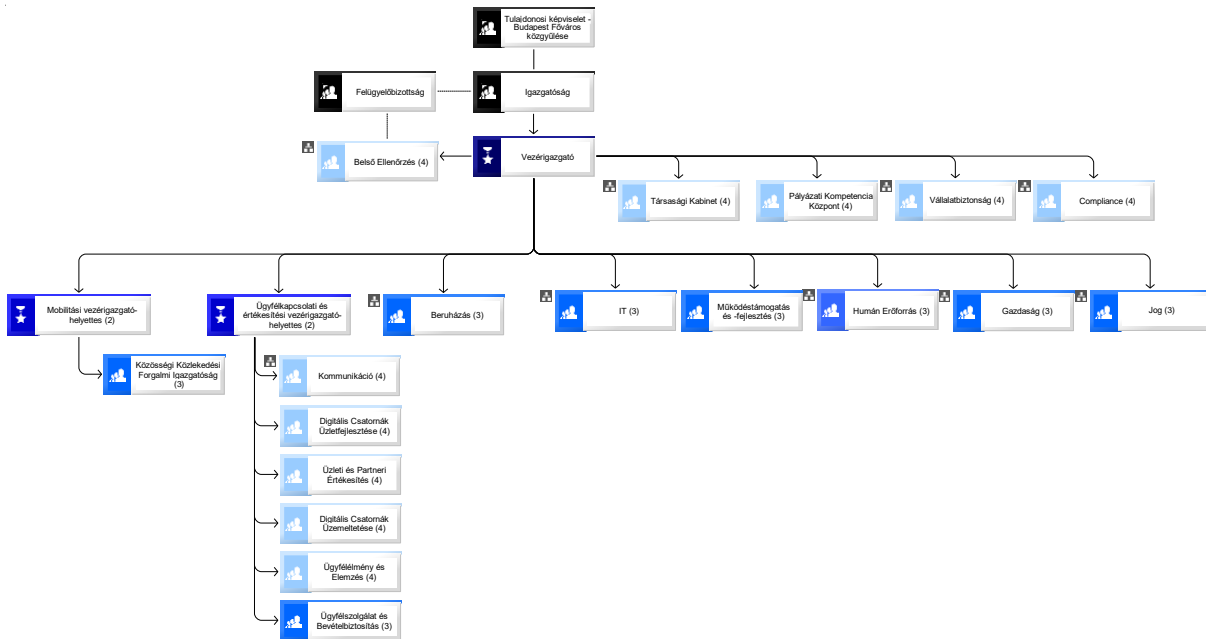 Tulajdonosi képviselet -
Budapest Főváros
közgyűlése
Felügyelőbizottság
Igazgatóság
Belső Ellenőrzés (4)
Vezérigazgató
Társasági Kabinet (4)
Pályázati Kompetencia
Központ (4)
Vállalatbiztonság (4)
Compliance (4)
Mobilitási vezérigazgató-
helyettes (2)
Ügyfélkapcsolati és
értékesítési vezérigazgató-
helyettes (2)
Beruházás (3)
IT (3)
Működéstámogatás
és -fejlesztés (3)
Humán Erőforrás (3)
Gazdaság (3)
Jog (3)
Közösségi Közlekedési
Forgalmi Igazgatóság
(3)
Kommunikáció (4)
Digitális Csatornák
Üzletfejlesztése (4)
Üzleti és Partneri
Értékesítés (4)
Digitális Csatornák
Üzemeltetése (4)
Ügyfélélmény és
Elemzés (4)
Ügyfélszolgálat és
Bevételbiztosítás (3)